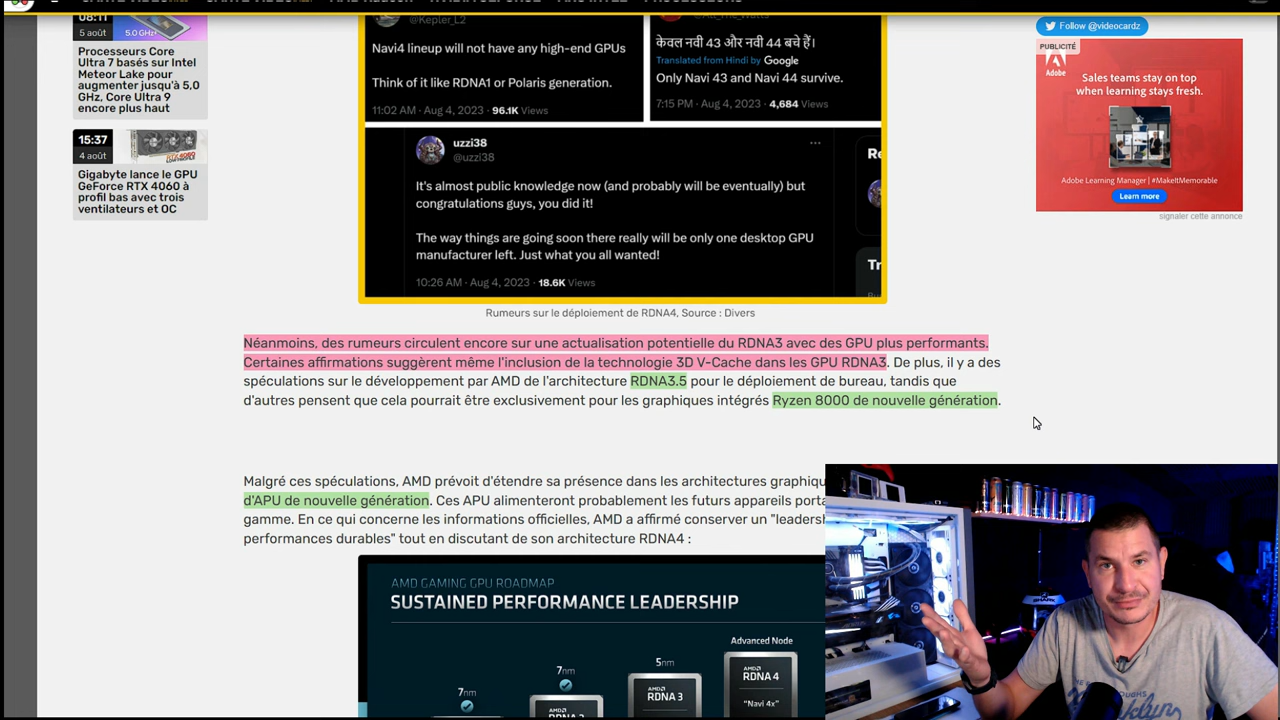 08:11
5 août
5.0 GHz
Processeurs Core
Ultra 7 basés sur Intel
Meteor Lake pour
augmenter jusqu'à 5,0
GHz, Core Ultra 9
encore plus haut
15:37
4 août
Gigabyte lance le GPU
GeForce RTX 4060 à
profil bas avec trois
ventilateurs et OC
@Kepler_L2
Navi4 lineup will not have any high-end GPUs
Think of it like RDNA1 or Polaris generation.
11:02 AM · Aug 4, 2023 · 96.1K Views
केवल नवी 43 और नवी 44 बचे हैं।
Translated from Hindi by Google
Only Navi 43 and Navi 44 survive.
7:15 PM · Aug 4, 2023 · 4,684 Views
uzzi38
@uzzi38
It's almost public knowledge now (and probably will be eventually) but
congratulations guys, you did it!
The way things are going soon there really will be only one desktop GPU
manufacturer left. Just what you all wanted!
10:26 AM · Aug 4, 2023 · 18.6K Views
Re
Tr
Rumeurs sur le déploiement de RDNA4, Source : Divers
Néanmoins, des rumeurs circulent encore sur une actualisation potentielle du RDNA3 avec des GPU plus performants.
Certaines affirmations suggèrent même l'inclusion de la technologie 3D V-Cache dans les GPU RDNA3. De plus, il y a des
spéculations sur le développement par AMD de l'architecture RDNA3.5 pour le déploiement de bureau, tandis que
d'autres pensent que cela pourrait être exclusivement pour les graphiques intégrés Ryzen 8000 de nouvelle génération.
Malgré ces spéculations, AMD prévoit d'étendre sa présence dans les architectures graphiqu
d'APU de nouvelle génération. Ces APU alimenteront probablement les futurs appareils porta
gamme. En ce qui concerne les informations officielles, AMD a affirmé conserver un "leadersh
performances durables" tout en discutant de son architecture RDNA4 :
AMD GAMING GPU ROADMAP
SUSTAINED PERFORMANCE LEADERSHIP
7nm
7nm
5nm
Advanced Node
AMD
RDNA 3
AMD
RDNA 4
"Navi 4x"
Follow @videocardz
PUBLICITÉ
Adobe
Sales teams stay on top
when learning stays fresh.
Adobe Learning Manager | #MakeItMemorable
Learn more
signaler cette annonce